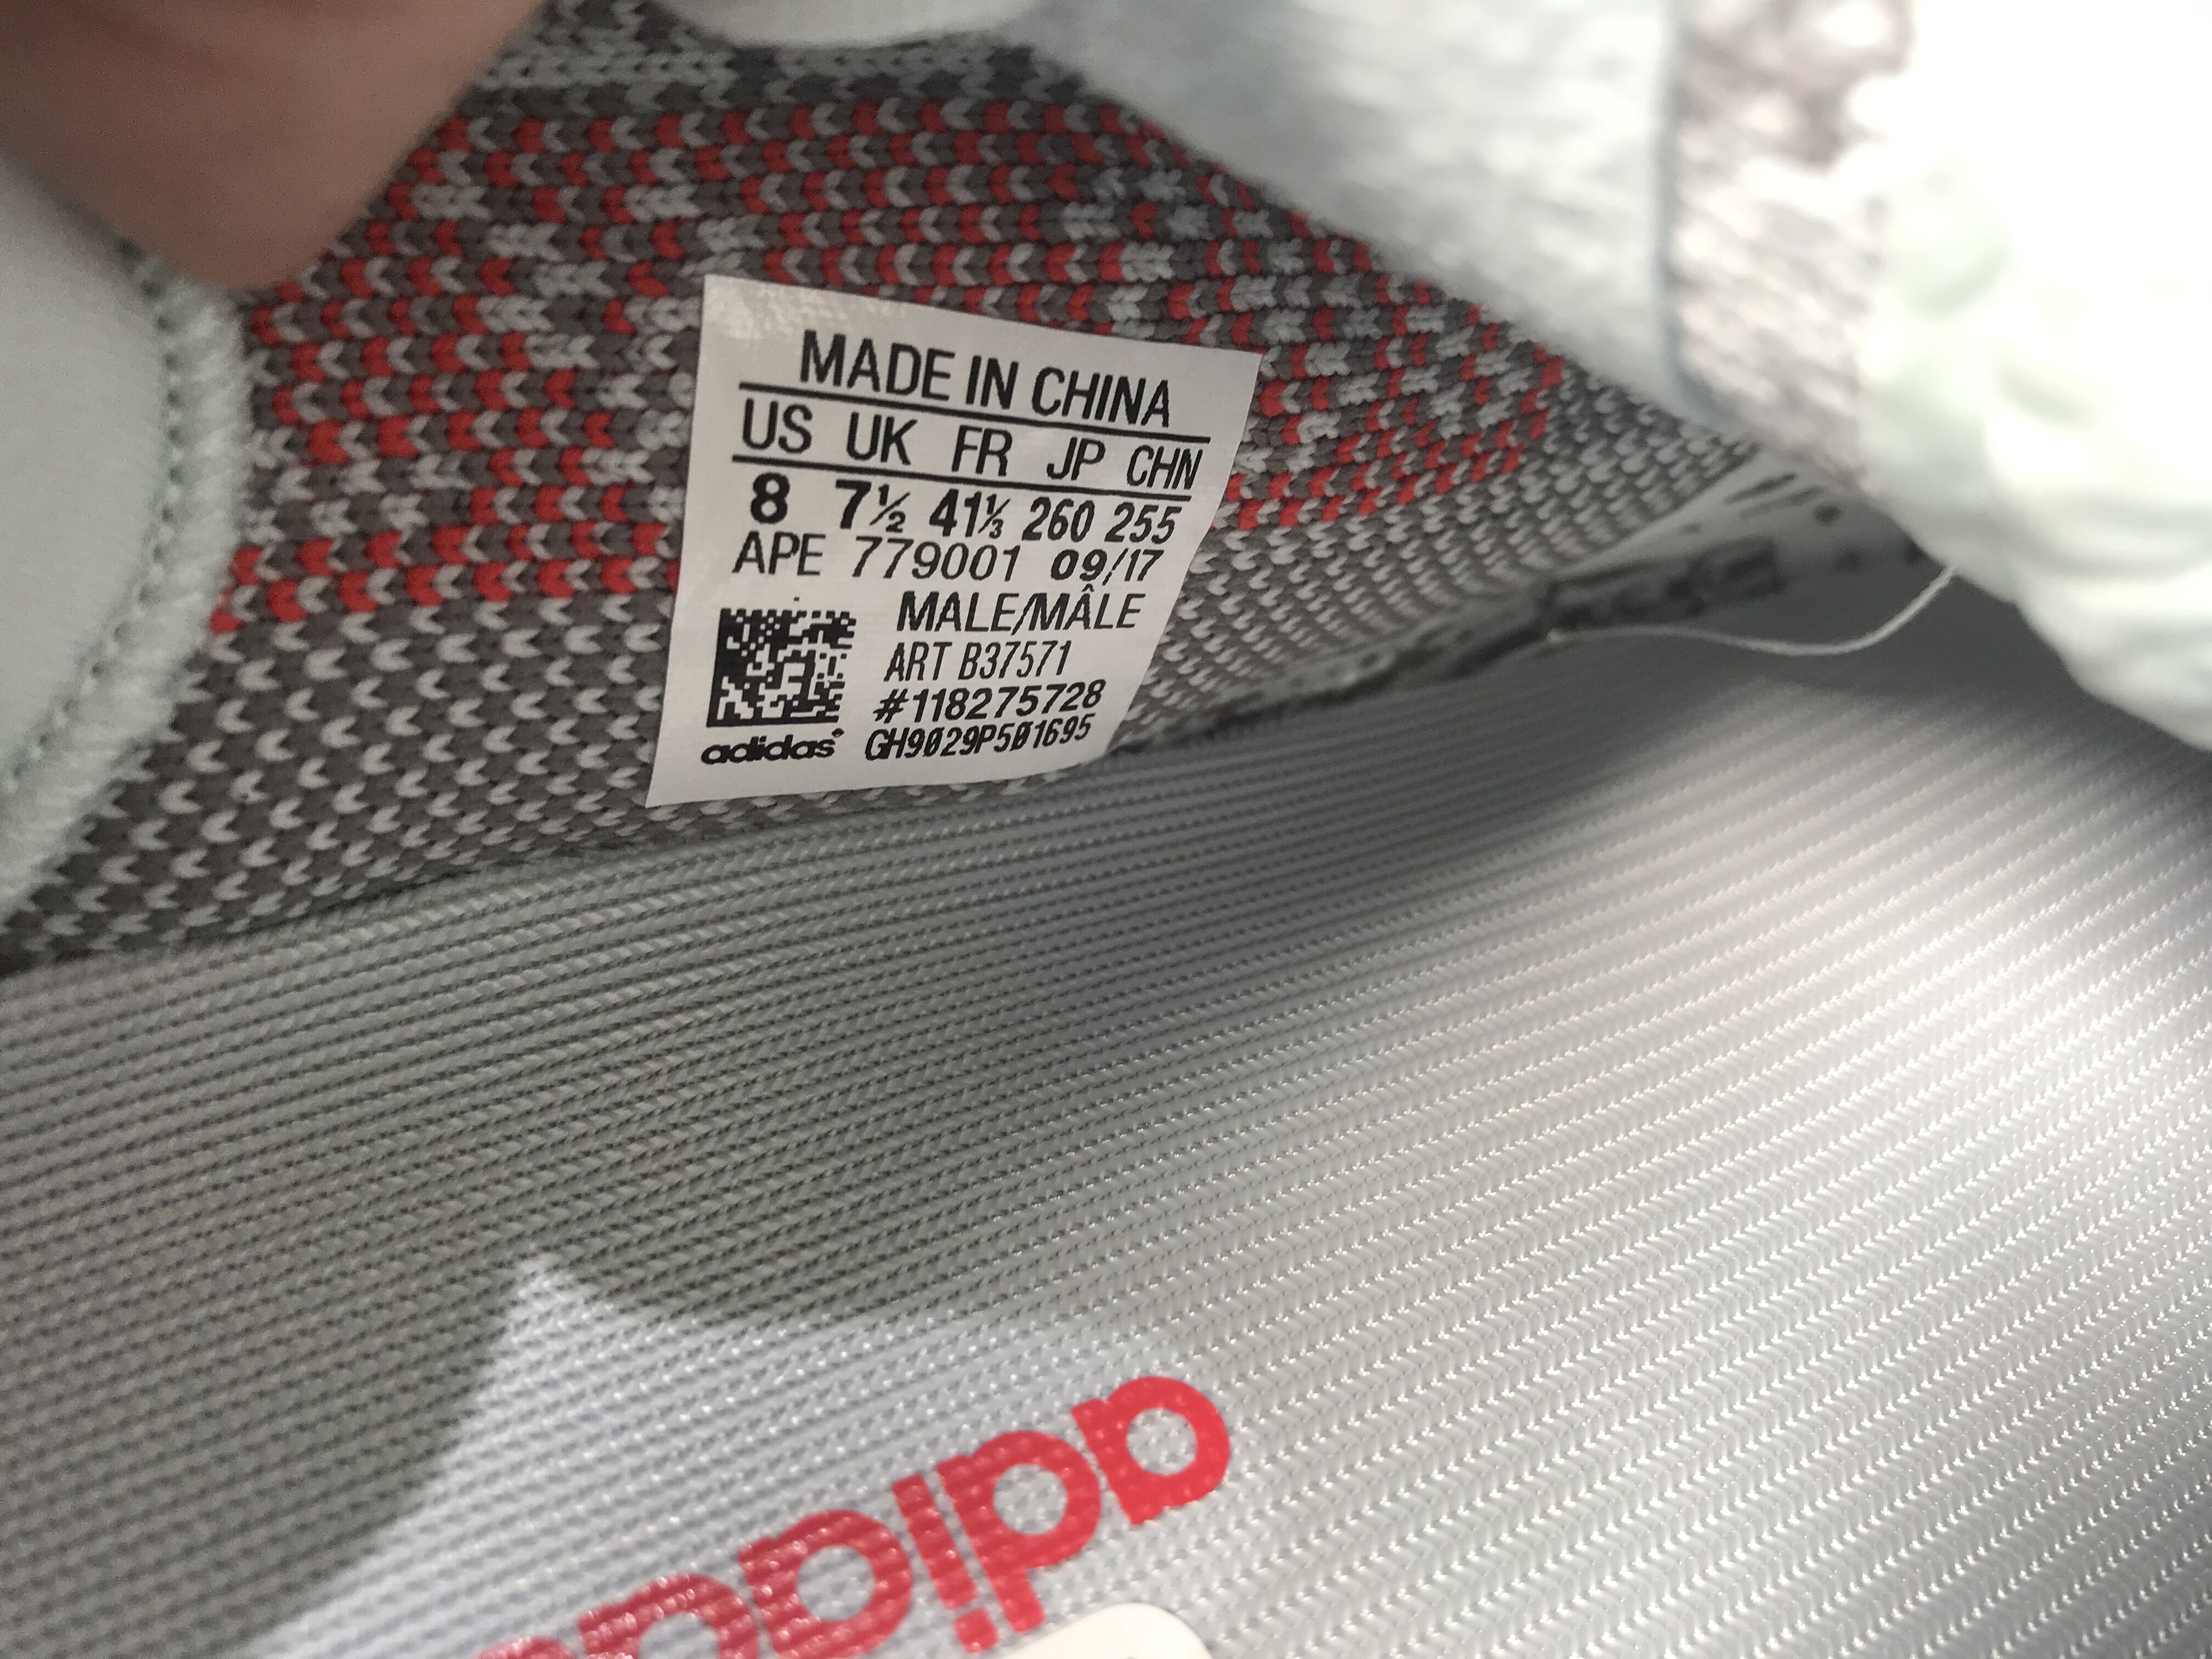 MADE IN CHINA
US UK FR JP CHN
8 7½ 41⅓ 260 255
APE 779001 09/17
MALE/MÂLE
ART B37571
#118275728
adidas® GH9029P501695